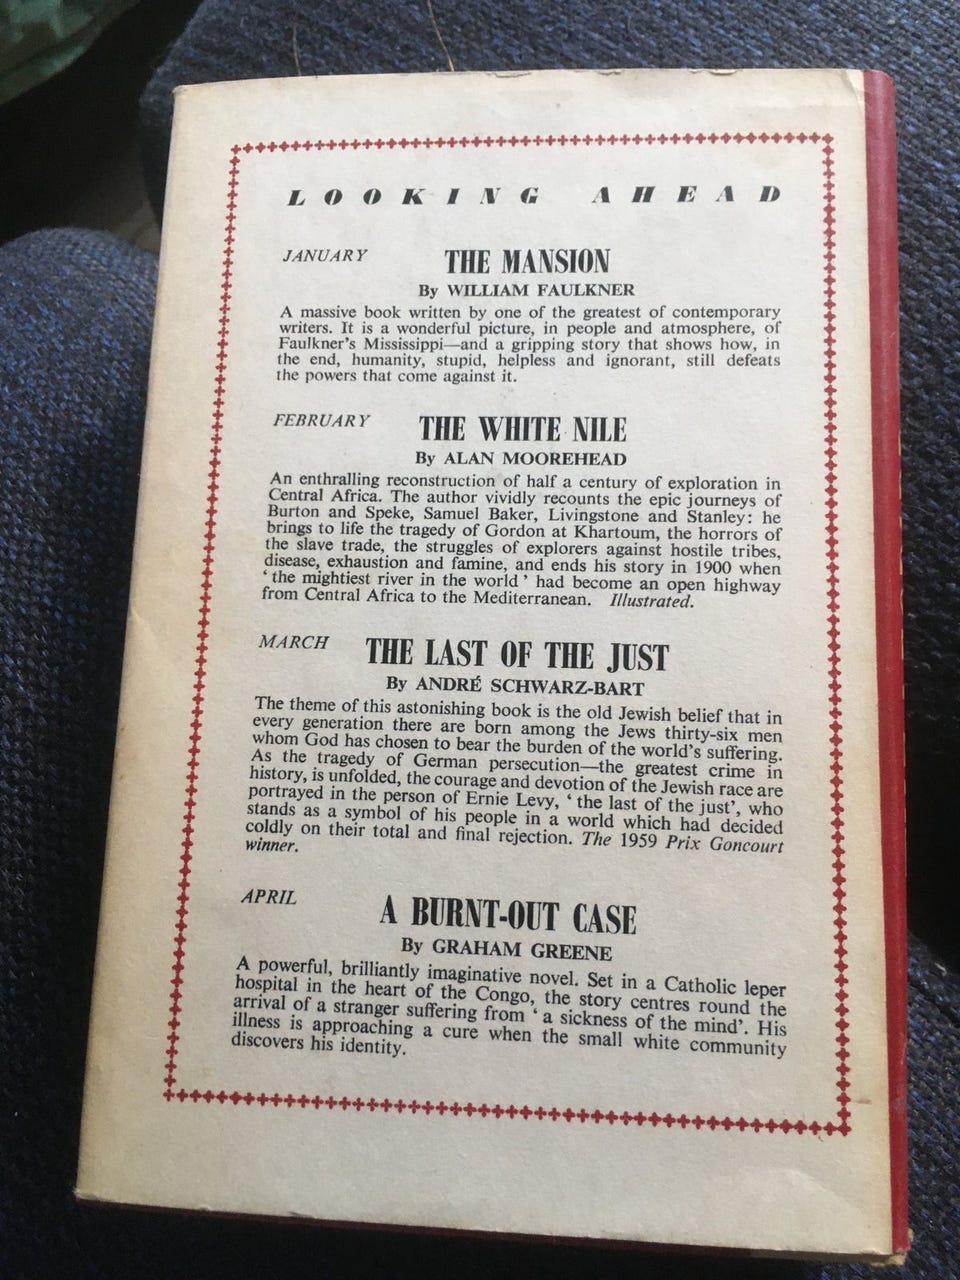 LOOKING AHEAD
JANUARY
THE MANSION
By WILLIAM FAULKNER
A massive book written by one of the greatest of contemporary
writers. It is a wonderful picture, in people and atmosphere, of
Faulkner's Mississippi—and a gripping story that shows how, in
the end, humanity, stupid, helpless and ignorant, still defeats
the powers that come against it.
FEBRUARY
THE WHITE NILE
By ALAN MOOREHEAD
An enthralling reconstruction of half a century of exploration in
Central Africa. The author vividly recounts the epic journeys of
Burton and Speke, Samuel Baker, Livingstone and Stanley: he
brings to life the tragedy of Gordon at Khartoum, the horrors of
the slave trade, the struggles of explorers against hostile tribes,
disease, exhaustion and famine, and ends his story in 1900 when
‘the mightiest river in the world’ had become an open highway
from Central Africa to the Mediterranean. Illustrated.
MARCH
THE LAST OF THE JUST
By ANDRÉ SCHWARZ-BART
The theme of this astonishing book is the old Jewish belief that in
every generation there are born among the Jews thirty-six men
whom God has chosen to bear the burden of the world's suffering.
As the tragedy of German persecution—the greatest crime in
history, is unfolded, the courage and devotion of the Jewish race are
portrayed in the person of Ernie Levy, ‘the last of the just’, who
stands as a symbol of his people in a world which had decided
coldly on their total and final rejection. The 1959 Prix Goncourt
winner.
APRIL
A BURNT-OUT CASE
By GRAHAM GREENE
A powerful, brilliantly imaginative novel. Set in a Catholic leper
hospital in the heart of the Congo, the story centres round the
arrival of a stranger suffering from ‘a sickness of the mind’. His
illness is approaching a cure when the small white community
discovers his identity.